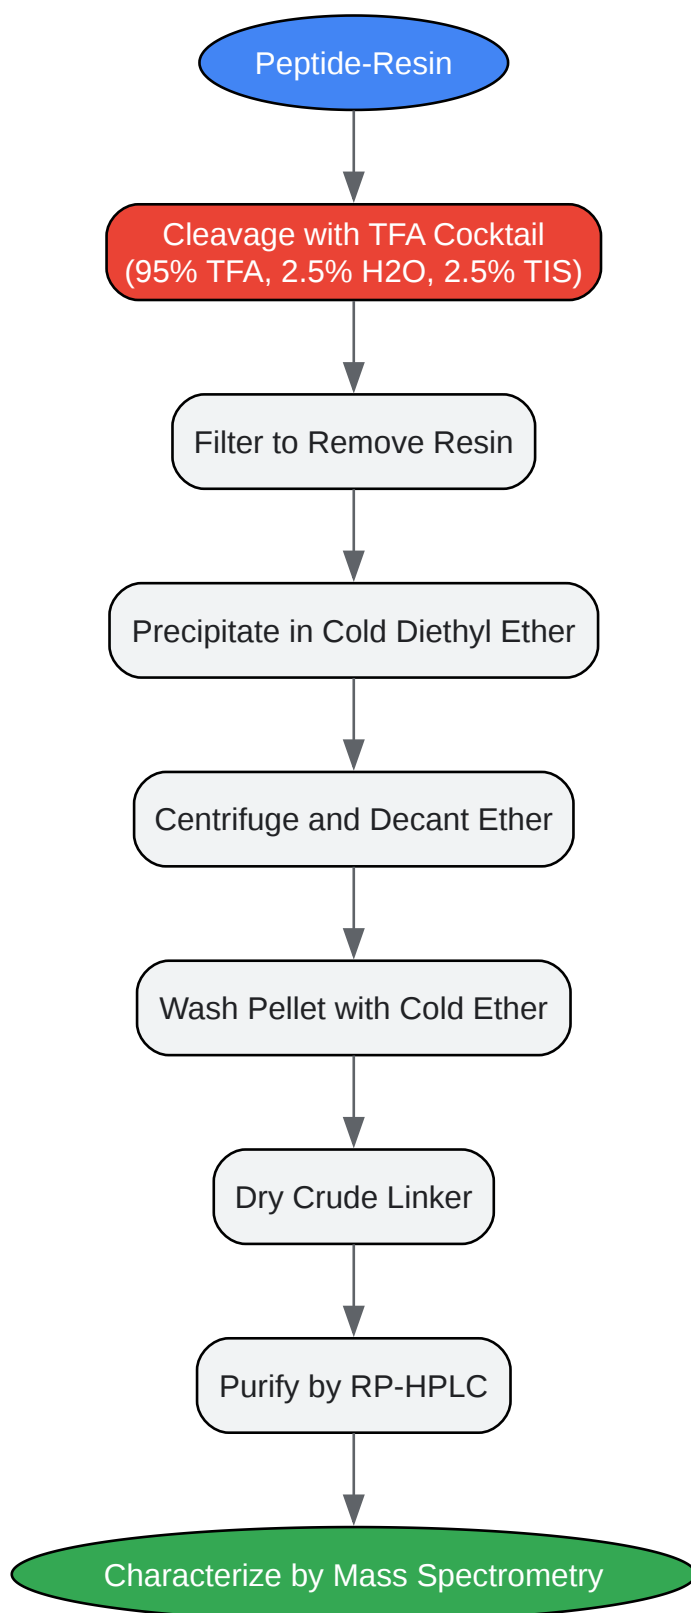 Peptide-Resin
Cleavage with TFA Cocktail
(95% TFA, 2.5% H2O, 2.5% TIS)
Filter to Remove Resin
Precipitate in Cold Diethyl Ether
Centrifuge and Decant Ether
Wash Pellet with Cold Ether
Dry Crude Linker
Purify by RP-HPLC
Characterize by Mass Spectrometry